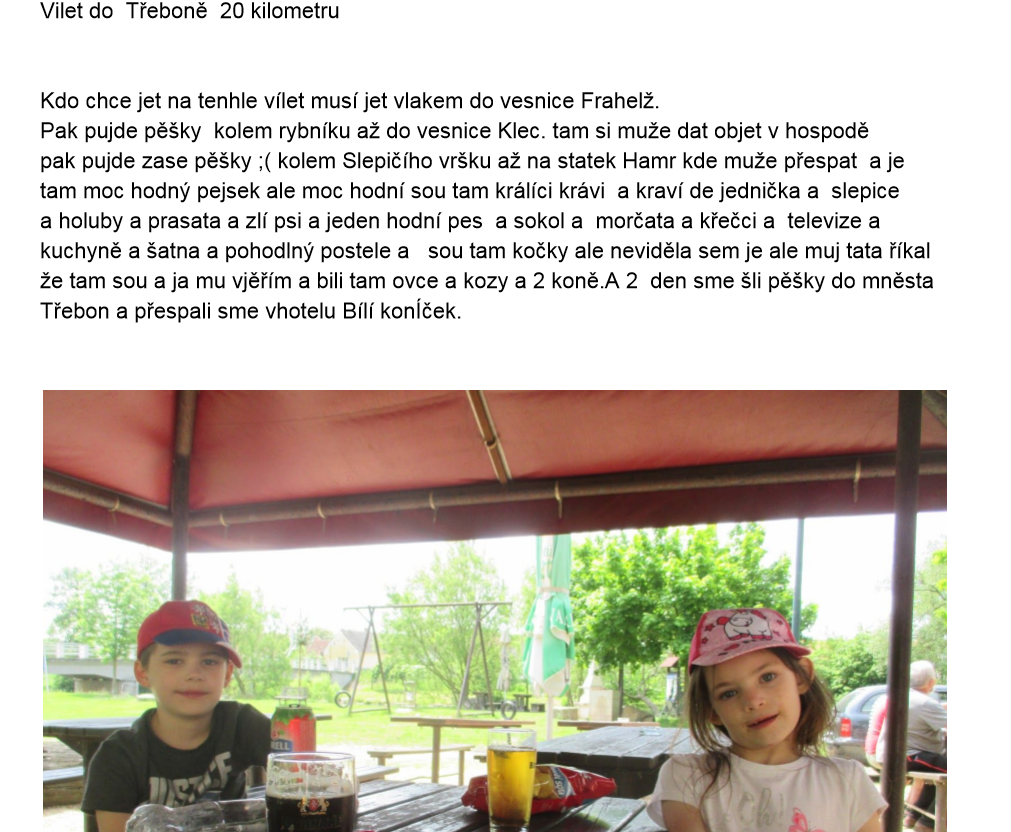 Vilet do  Třeboně  20 kilometru
Kdo chce jet na tenhle vílet musí jet vlakem do vesnice Frahelž.
Pak pujde pěšky  kolem rybníku až do vesnice Klec. tam si muže dat objet v hospodě
pak pujde zase pěšky ;( kolem Slepičího vršku až na statek Hamr kde muže přespat  a je
tam moc hodný pejsek ale moc hodní sou tam králíci krávi  a kraví de jednička a  slepice
a holuby a prasata a zlí psi a jeden hodní pes  a sokol a  morčata a křečci a  televize a
kuchyně a šatna a pohodlný postele a   sou tam kočky ale neviděla sem je ale muj tata říkal
že tam sou a ja mu vjěřím a bili tam ovce a kozy a 2 koně.A 2  den sme šli pěšky do mněsta
Třebon a přespali sme vhotelu Bílí konÍček.